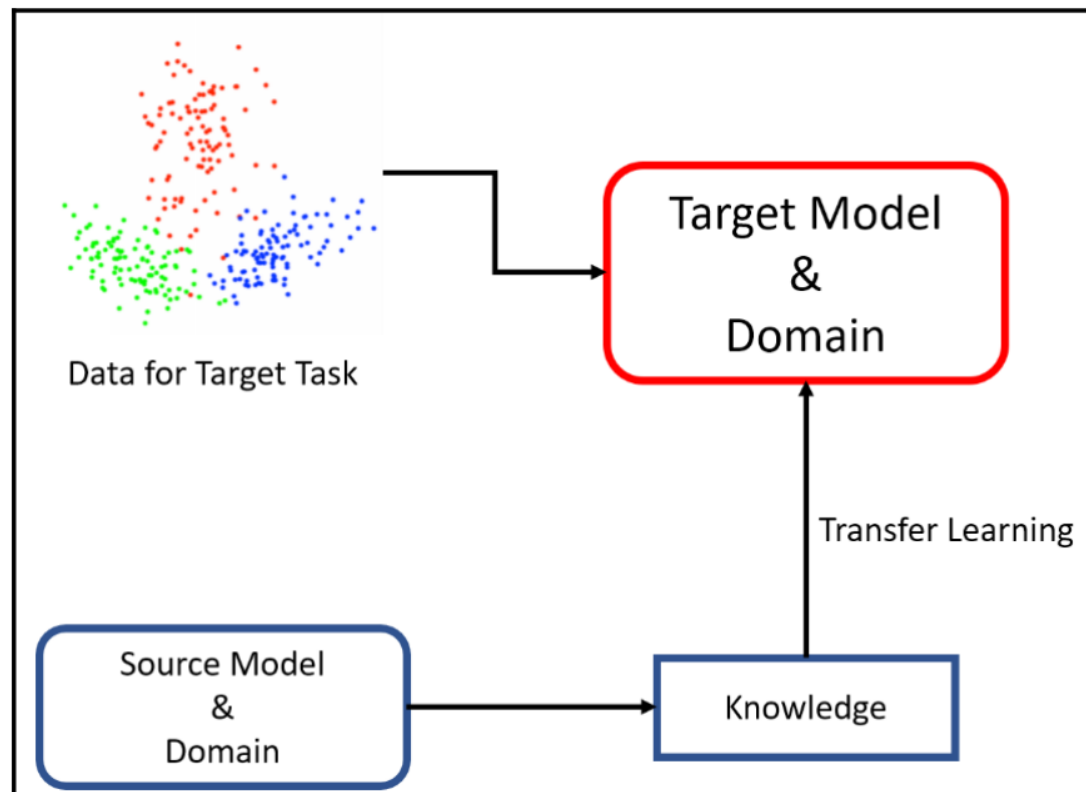 Target Model
&
Domain
Data for Target Task
Transfer Learning
Source Model
&
Domain
Knowledge